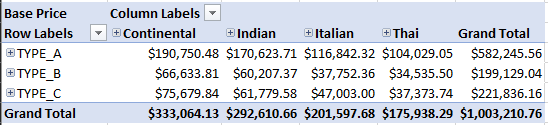 Base Price Column Labels
Row Labels Continental Indian Italian Thai Grand Total
TYPE_A $190,750.48 $170,623.71 $116,842.32 $104,029.05 $582,245.56
TYPE_B $66,633.81 $60,207.37 $37,752.36 $34,535.50 $199,129.04
TYPE_C $75,679.84 $61,779.58 $47,003.00 $37,373.74 $221,836.16
Grand Total $333,064.13 $292,610.66 $201,597.68 $175,938.29 $1,003,210.76